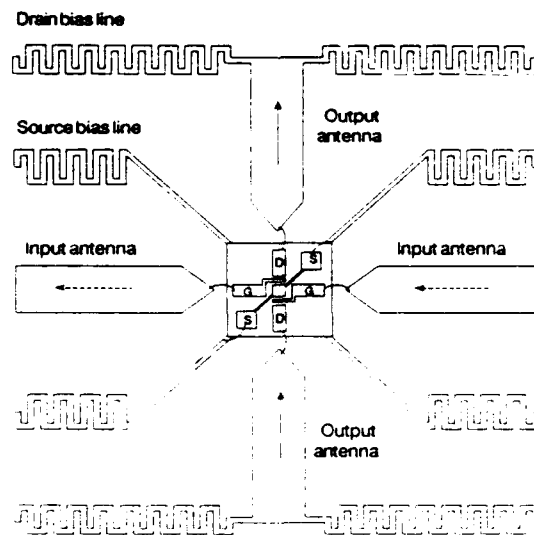 Drain bias line
Output
antenna
Source bias line
Input antenna
Input antenna
D
S
G
G
S
D
Output
antenna